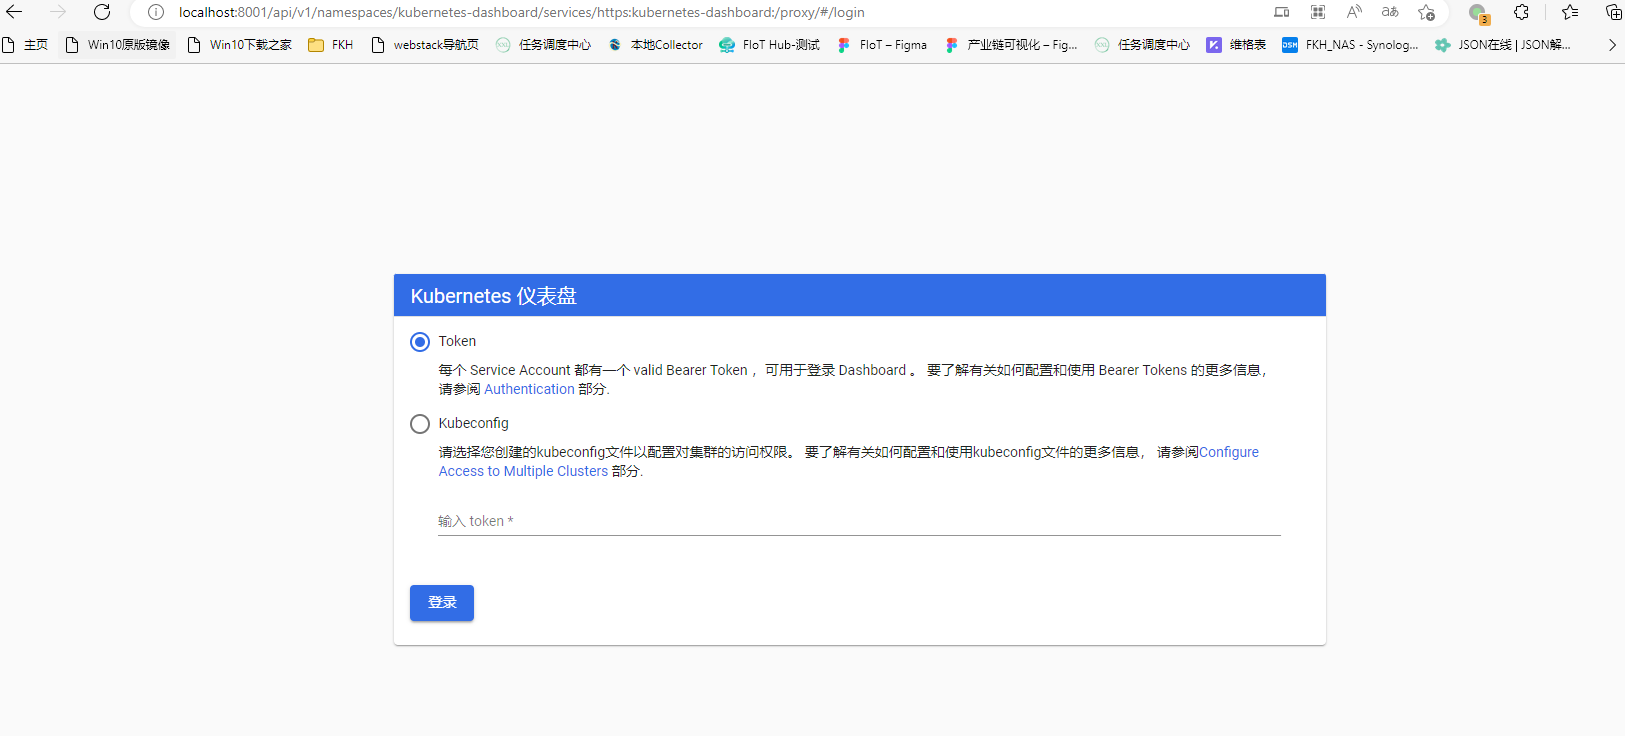 localhost:8001/api/v1/namespaces/kubernetes-dashboard/services/https:kubernetes-dashboard:/proxy/#/login
aあ
3
主页 Win10原版镜像 Win10下载之家 FKH webstack导航页 任务调度中心 本地Collector FIoT Hub-测试 FIoT – Figma 产业链可视化 – Fig... 任务调度中心 维格表 FKH_NAS - Synolog... JSON在线 | JSON解...
Kubernetes 仪表盘
Token
每个 Service Account 都有一个 valid Bearer Token ，可用于登录 Dashboard 。 要了解有关如何配置和使用 Bearer Tokens 的更多信息，
请参阅 Authentication 部分.
Kubeconfig
请选择您创建的kubeconfig文件以配置对集群的访问权限。 要了解有关如何配置和使用kubeconfig文件的更多信息， 请参阅Configure
Access to Multiple Clusters 部分.
输入 token *
登录